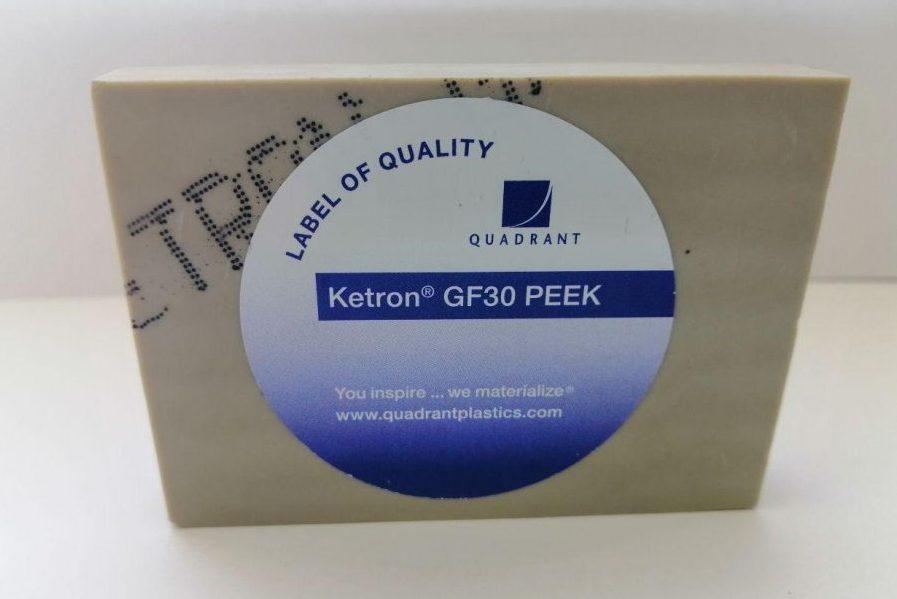 LABEL OF QUALITY
QUADRANT
Ketron® GF30 PEEK
You inspire ... we materialize®
www.quadrantplastics.com